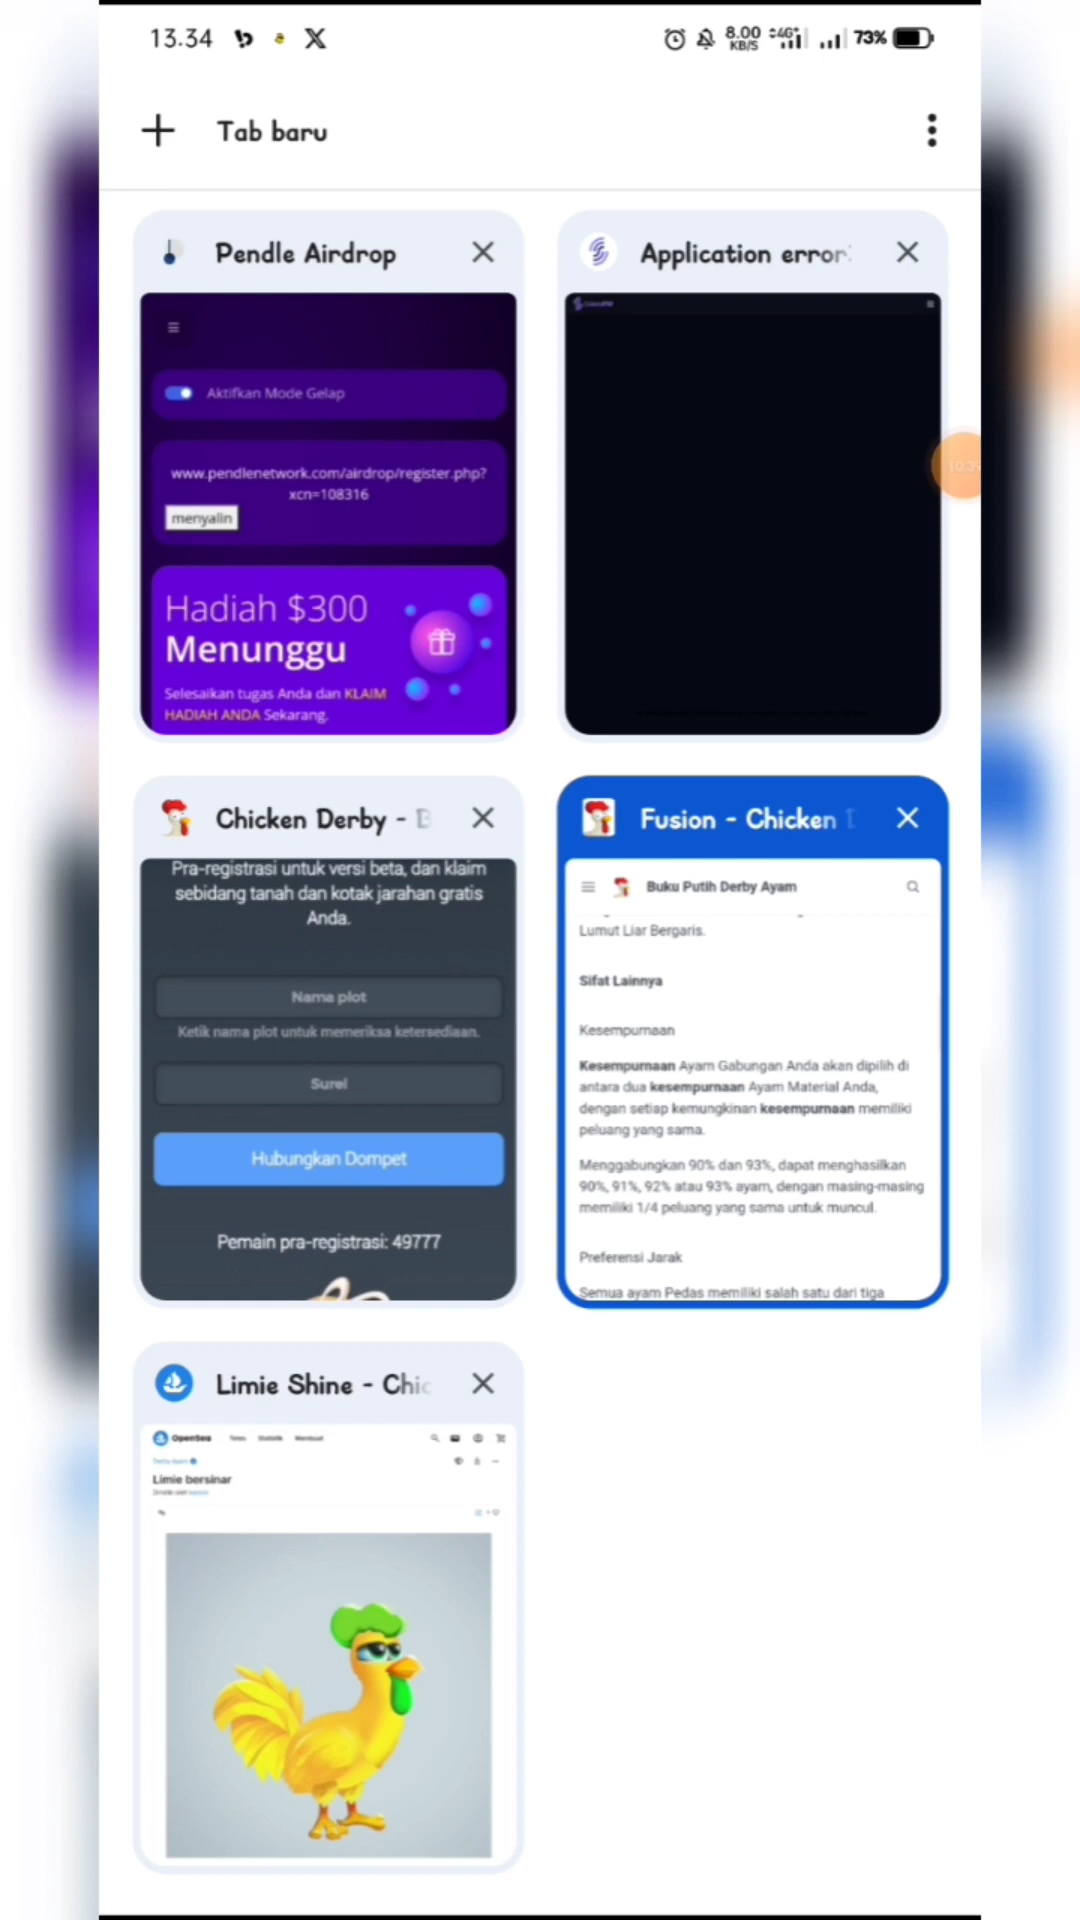 13.34
8.00
KB/S
4G+
73%
Tab baru
Pendle Airdrop
Aktifkan Mode Gelap
www.pendlenetwork.com/airdrop/register.php?
xcn=108316
menyalin
Hadiah $300
Menunggu
Selesaikan tugas Anda dan KLAIM
HADIAH ANDA Sekarang.
Application error:
Chicken Derby -
Pra-registrasi untuk versi beta, dan klaim
sebidang tanah dan kotak jarahan gratis
Anda.
Nama plot
Ketik nama plot untuk memeriksa ketersediaan.
Surel
Hubungkan Dompet
Pemain pra-registrasi: 49777
Fusion - Chicken
Buku Putih Derby Ayam
Lumut Liar Bergaris.
Sifat Lainnya
Kesempurnaan
Kesempurnaan Ayam Gabungan Anda akan dipilih di
antara dua kesempurnaan Ayam Material Anda,
dengan setiap kemungkinan kesempurnaan memiliki
peluang yang sama.
Menggabungkan 90% dan 93%, dapat menghasilkan
90%, 91%, 92% atau 93% ayam, dengan masing-masing
memiliki 1/4 peluang yang sama untuk muncul.
Preferensi Jarak
Semua ayam Pedas memiliki salah satu dari tiga
Limie Shine - Chic
OpenSea
Statistik
Membuat
Derby Ayam
Limie bersinar